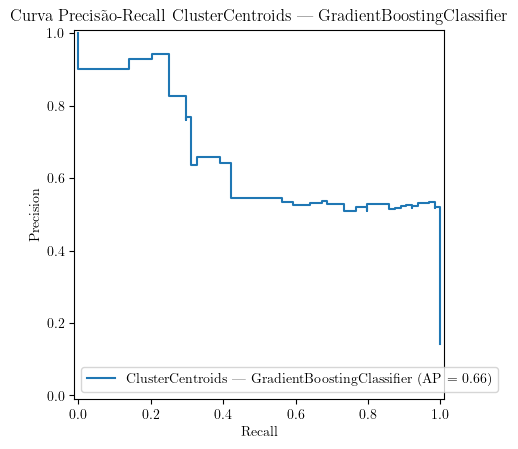 Curva Precisão-Recall ClusterCentroids — GradientBoostingClassifier
1.0
0.8
0.6
0.4
0.2
0.0
Precision
ClusterCentroids — GradientBoostingClassifier (AP = 0.66)
0.0 0.2 0.4 0.6 0.8 1.0
Recall